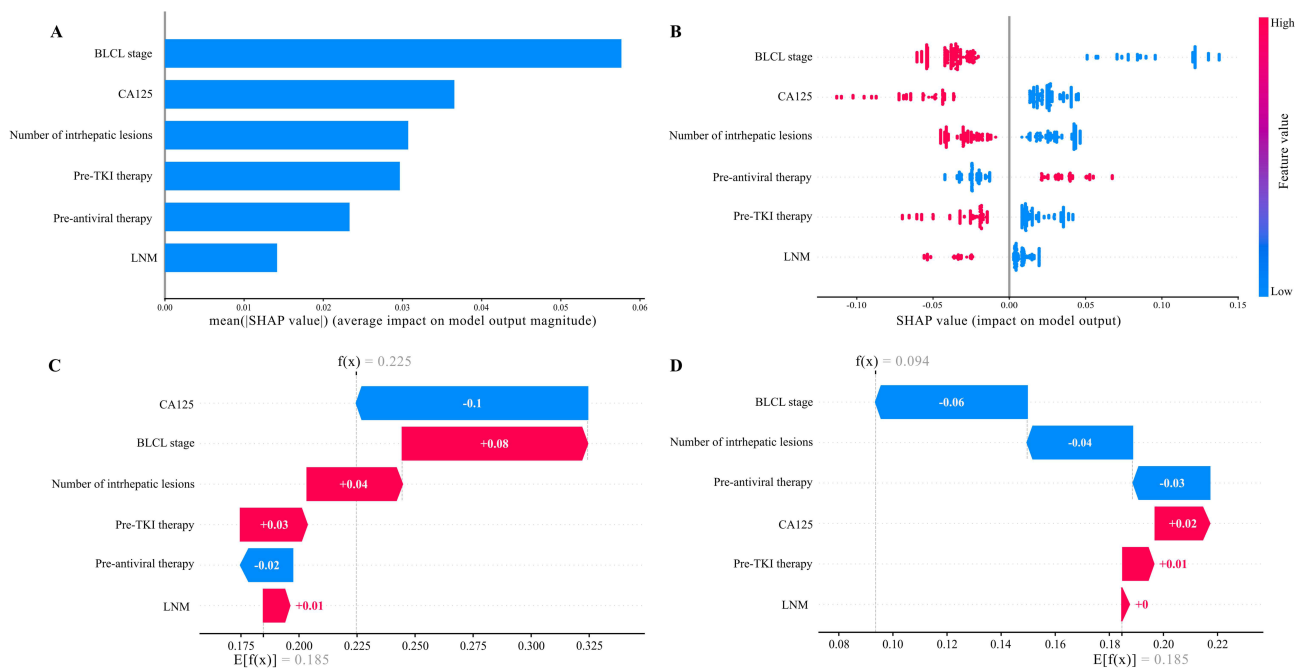 A
BLCL stage
CA125
Number of intrhepatic lesions
Pre-TKI therapy
Pre-antiviral therapy
LNM
0.00 0.01 0.02 0.03 0.04 0.05 0.06
mean(|SHAP value|) (average impact on model output magnitude)
B
High
BLCL stage
CA125
Number of intrhepatic lesions
Pre-antiviral therapy
Pre-TKI therapy
LNM
Feature value
Low
-0.10 -0.05 0.00 0.05 0.10 0.15
SHAP value (impact on model output)
C
f(x) = 0.225
CA125 -0.1
BLCL stage +0.08
Number of intrhepatic lesions +0.04
Pre-TKI therapy +0.03
Pre-antiviral therapy -0.02
LNM +0.01
0.175 0.200 0.225 0.250 0.275 0.300 0.325
E[f(x)] = 0.185
D
f(x) = 0.094
BLCL stage -0.06
Number of intrhepatic lesions -0.04
Pre-antiviral therapy -0.03
CA125 +0.02
Pre-TKI therapy +0.01
LNM +0
0.08 0.10 0.12 0.14 0.16 0.18 0.20 0.22
E[f(x)] = 0.185